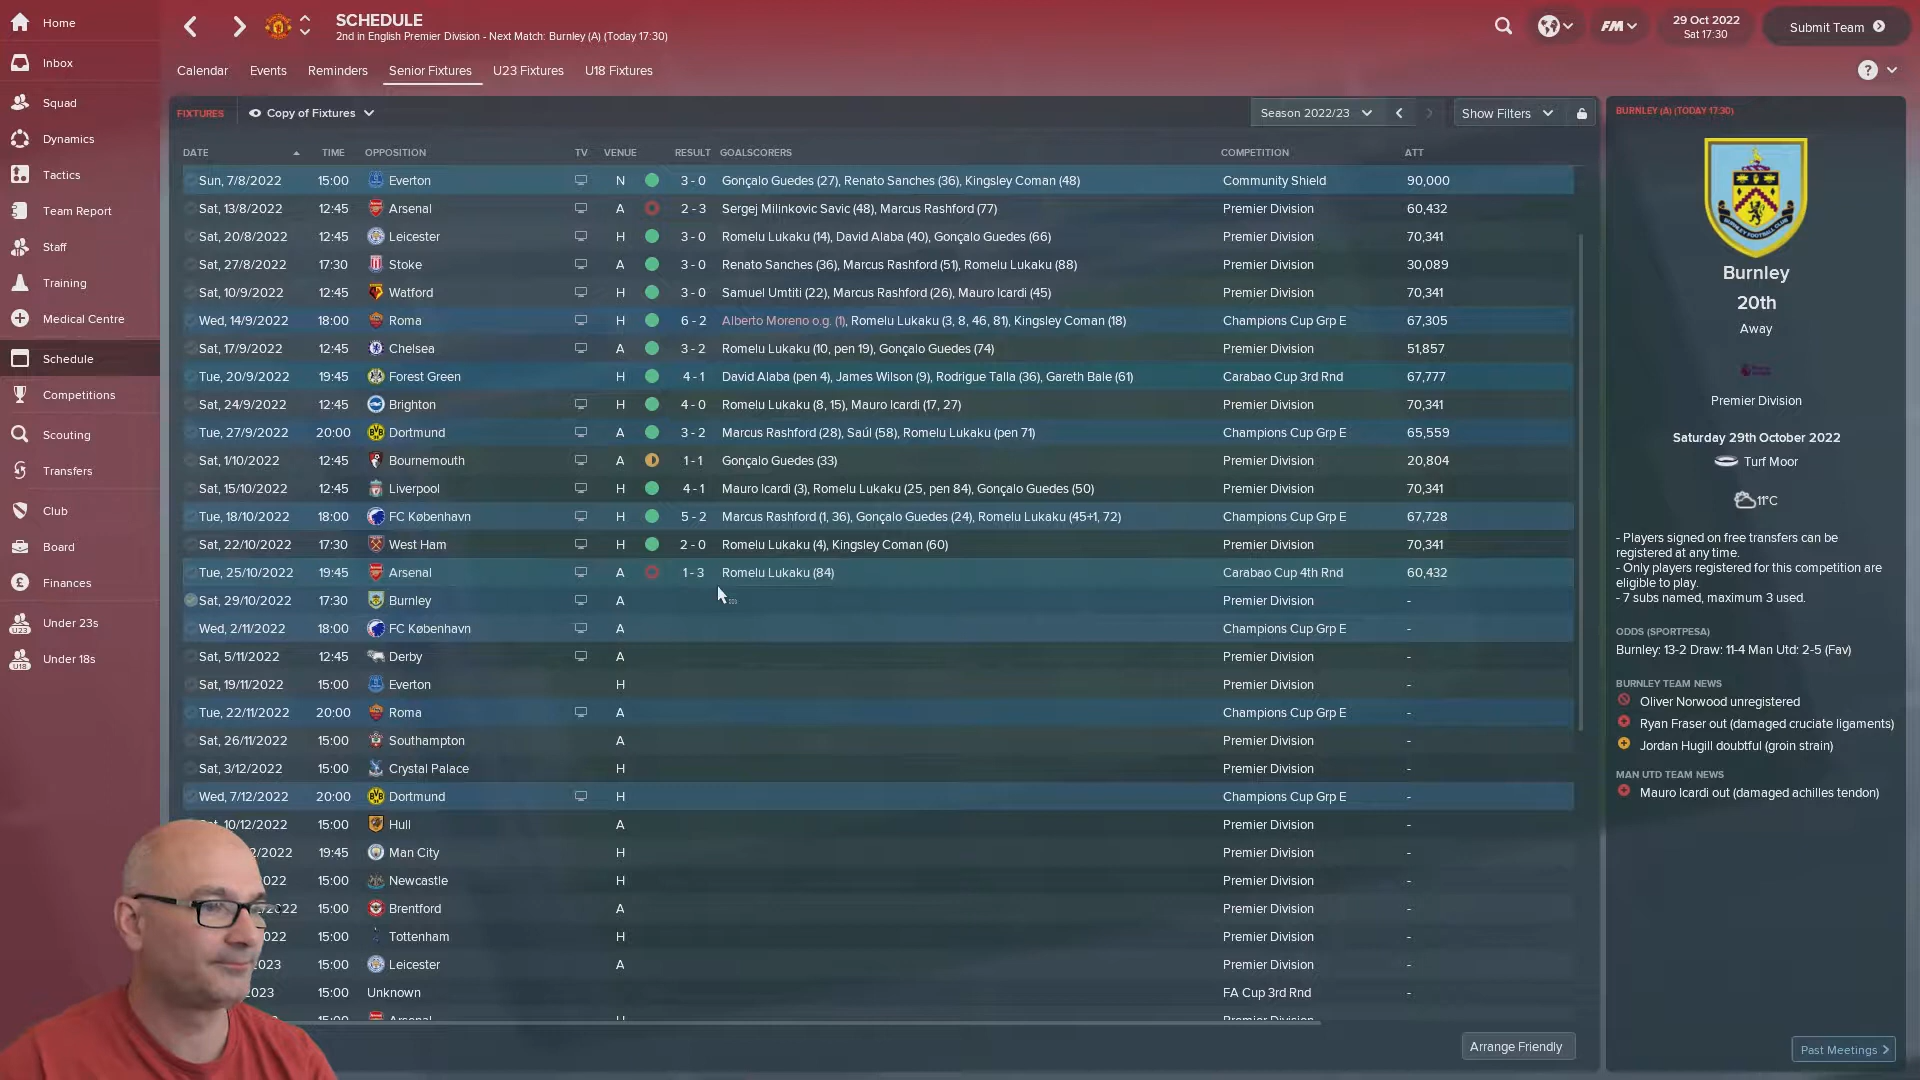 Home
Inbox
Squad
Dynamics
Tactics
Team Report
Staff
Training
Medical Centre
Schedule
Competitions
Scouting
Transfers
Club
Board
Finances
U23 Under 23s
U18 Under 18s
SCHEDULE
2nd in English Premier Division - Next Match: Burnley (A) (Today 17:30)
FM
29 Oct 2022
Sat 17:30
Submit Team
Calendar Events Reminders Senior Fixtures U23 Fixtures U18 Fixtures
?
FIXTURES Copy of Fixtures Season 2022/23 Show Filters
DATE TIME OPPOSITION TV VENUE RESULT GOALSCORERS COMPETITION ATT
Sun, 7/8/2022 15:00 Everton N 3 - 0 Gonçalo Guedes (27), Renato Sanches (36), Kingsley Coman (48) Community Shield 90,000
Sat, 13/8/2022 12:45 Arsenal A 2 - 3 Sergej Milinkovic Savic (48), Marcus Rashford (77) Premier Division 60,432
Sat, 20/8/2022 12:45 Leicester H 3 - 0 Romelu Lukaku (14), David Alaba (40), Gonçalo Guedes (66) Premier Division 70,341
Sat, 27/8/2022 17:30 Stoke A 3 - 0 Renato Sanches (36), Marcus Rashford (51), Romelu Lukaku (88) Premier Division 30,089
Sat, 10/9/2022 12:45 Watford H 3 - 0 Samuel Umtiti (22), Marcus Rashford (26), Mauro Icardi (45) Premier Division 70,341
Wed, 14/9/2022 18:00 Roma H 6 - 2 Alberto Moreno o.g. (1), Romelu Lukaku (3, 8, 46, 81), Kingsley Coman (18) Champions Cup Grp E 67,305
Sat, 17/9/2022 12:45 Chelsea A 3 - 2 Romelu Lukaku (10, pen 19), Gonçalo Guedes (74) Premier Division 51,857
Tue, 20/9/2022 19:45 Forest Green H 4 - 1 David Alaba (pen 4), James Wilson (9), Rodrigue Talla (36), Gareth Bale (61) Carabao Cup 3rd Rnd 67,777
Sat, 24/9/2022 12:45 Brighton H 4 - 0 Romelu Lukaku (8, 15), Mauro Icardi (17, 27) Premier Division 70,341
Tue, 27/9/2022 20:00 Dortmund A 3 - 2 Marcus Rashford (28), Saúl (58), Romelu Lukaku (pen 71) Champions Cup Grp E 65,559
Sat, 1/10/2022 12:45 Bournemouth A 1 - 1 Gonçalo Guedes (33) Premier Division 20,804
Sat, 15/10/2022 12:45 Liverpool H 4 - 1 Mauro Icardi (3), Romelu Lukaku (25, pen 84), Gonçalo Guedes (50) Premier Division 70,341
Tue, 18/10/2022 18:00 FC København H 5 - 2 Marcus Rashford (1, 36), Gonçalo Guedes (24), Romelu Lukaku (45+1, 72) Champions Cup Grp E 67,728
Sat, 22/10/2022 17:30 West Ham H 2 - 0 Romelu Lukaku (4), Kingsley Coman (60) Premier Division 70,341
Tue, 25/10/2022 19:45 Arsenal A 1 - 3 Romelu Lukaku (84) Carabao Cup 4th Rnd 60,432
Sat, 29/10/2022 17:30 Burnley A Premier Division -
Wed, 2/11/2022 18:00 FC København A Champions Cup Grp E -
Sat, 5/11/2022 12:45 Derby A Premier Division -
Sat, 19/11/2022 15:00 Everton H Premier Division -
Tue, 22/11/2022 20:00 Roma A Champions Cup Grp E -
Sat, 26/11/2022 15:00 Southampton A Premier Division -
Sat, 3/12/2022 15:00 Crystal Palace H Premier Division -
Wed, 7/12/2022 20:00 Dortmund H Champions Cup Grp E -
Sat, 10/12/2022 15:00 Hull A Premier Division -
2/2022 19:45 Man City H Premier Division -
022 15:00 Newcastle H Premier Division -
2022 15:00 Brentford A Premier Division -
022 15:00 Tottenham H Premier Division -
023 15:00 Leicester A Premier Division -
023 15:00 Unknown FA Cup 3rd Rnd -
15:00 Arsenal H Premier Division
Arrange Friendly
BURNLEY (A) (TODAY 17:30)
Burnley
20th
Away
Premier Division
Saturday 29th October 2022
Turf Moor
11°C
- Players signed on free transfers can be
registered at any time.
- Only players registered for this competition are
eligible to play.
- 7 subs named, maximum 3 used.
ODDS (SPORTPESA)
Burnley: 13-2 Draw: 11-4 Man Utd: 2-5 (Fav)
BURNLEY TEAM NEWS
Oliver Norwood unregistered
Ryan Fraser out (damaged cruciate ligaments)
Jordan Hugill doubtful (groin strain)
MAN UTD TEAM NEWS
Mauro Icardi out (damaged achilles tendon)
Past Meetings